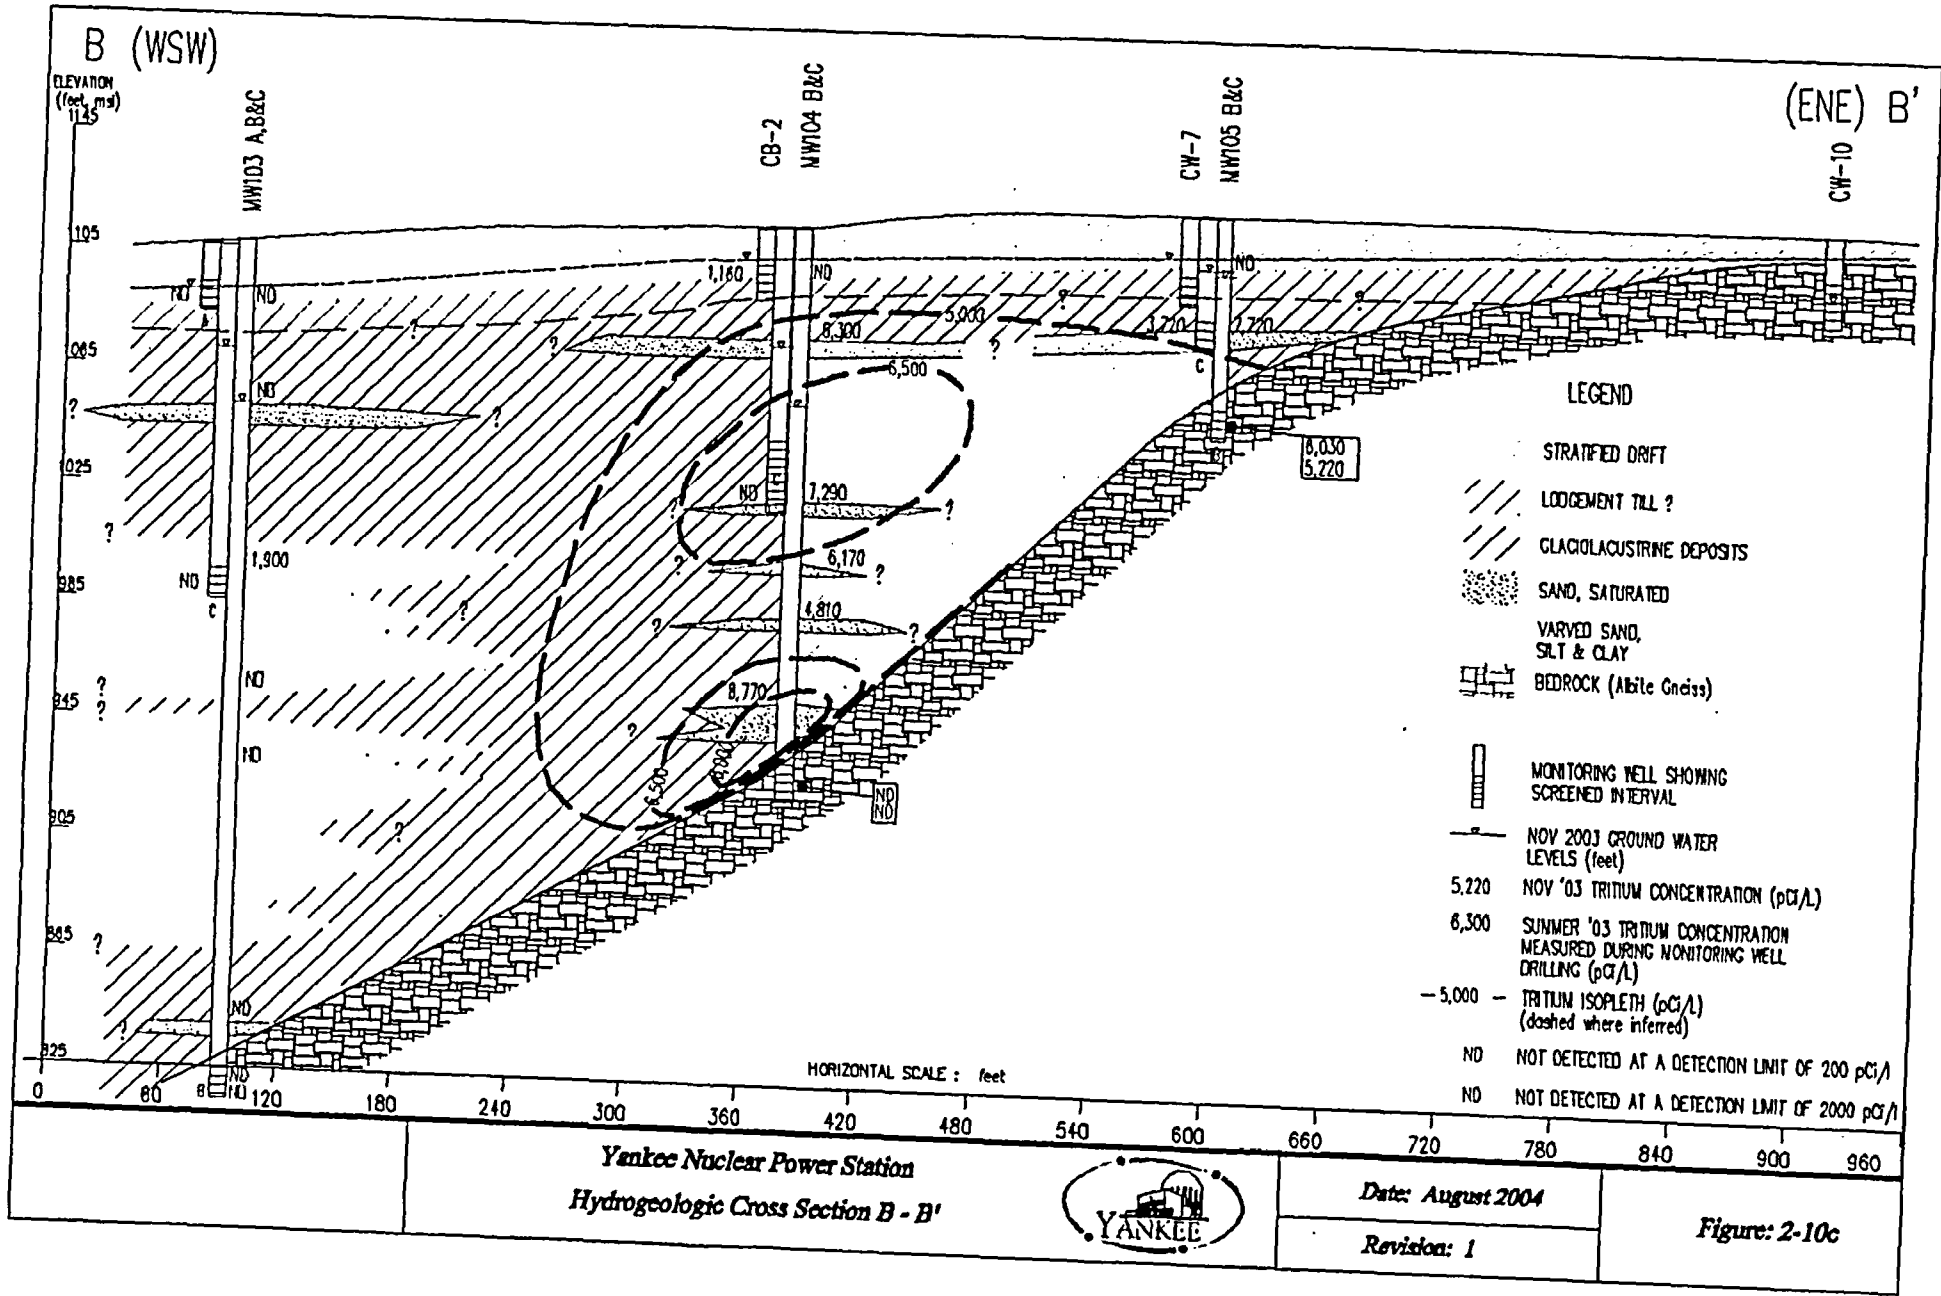 B (WSW)
(ENE) B'
ELEVATION
(feet, msl)
1145
1105
1065
1025
985
945
905
865
825
MW103 A,B&C
CB-2
MW104 B&C
CW-7
MW105 B&C
CW-10
ND
ND
A
1,160
ND
ND
?
5,000
8,300
?
?
?
?
ND
?
?
6,500
C
8,030
5,220
B
C
ND
7,290
?
?
?
1,900
6,170
?
?
ND
C
?
4,810
?
?
ND
?
?
8,770
?
ND
8,000
6,500
ND
ND
?
?
ND
?
ND
ND
B
LEGEND
STRATIFIED DRIFT
LODGEMENT TILL ?
GLACIOLACUSTRINE DEPOSITS
SAND, SATURATED
VARVED SAND,
SILT & CLAY
BEDROCK (Albite Gneiss)
MONITORING WELL SHOWING
SCREENED INTERVAL
NOV 2003 GROUND WATER
LEVELS (feet)
5,220 NOV '03 TRITIUM CONCENTRATION (pCi/L)
6,300 SUMMER '03 TRITIUM CONCENTRATION
MEASURED DURING MONITORING WELL
DRILLING (pCi/L)
—5,000 — TRITIUM ISOPLETH (pCi/L)
(dashed where inferred)
ND NOT DETECTED AT A DETECTION LIMIT OF 200 pCi/l
ND NOT DETECTED AT A DETECTION LIMIT OF 2000 pCi/l
HORIZONTAL SCALE : feet
0 60 120 180 240 300 360 420 480 540 600 660 720 780 840 900 960
Yankee Nuclear Power Station
Hydrogeologic Cross Section B - B'
YANKEE
Date: August 2004
Revision: 1
Figure: 2-10c